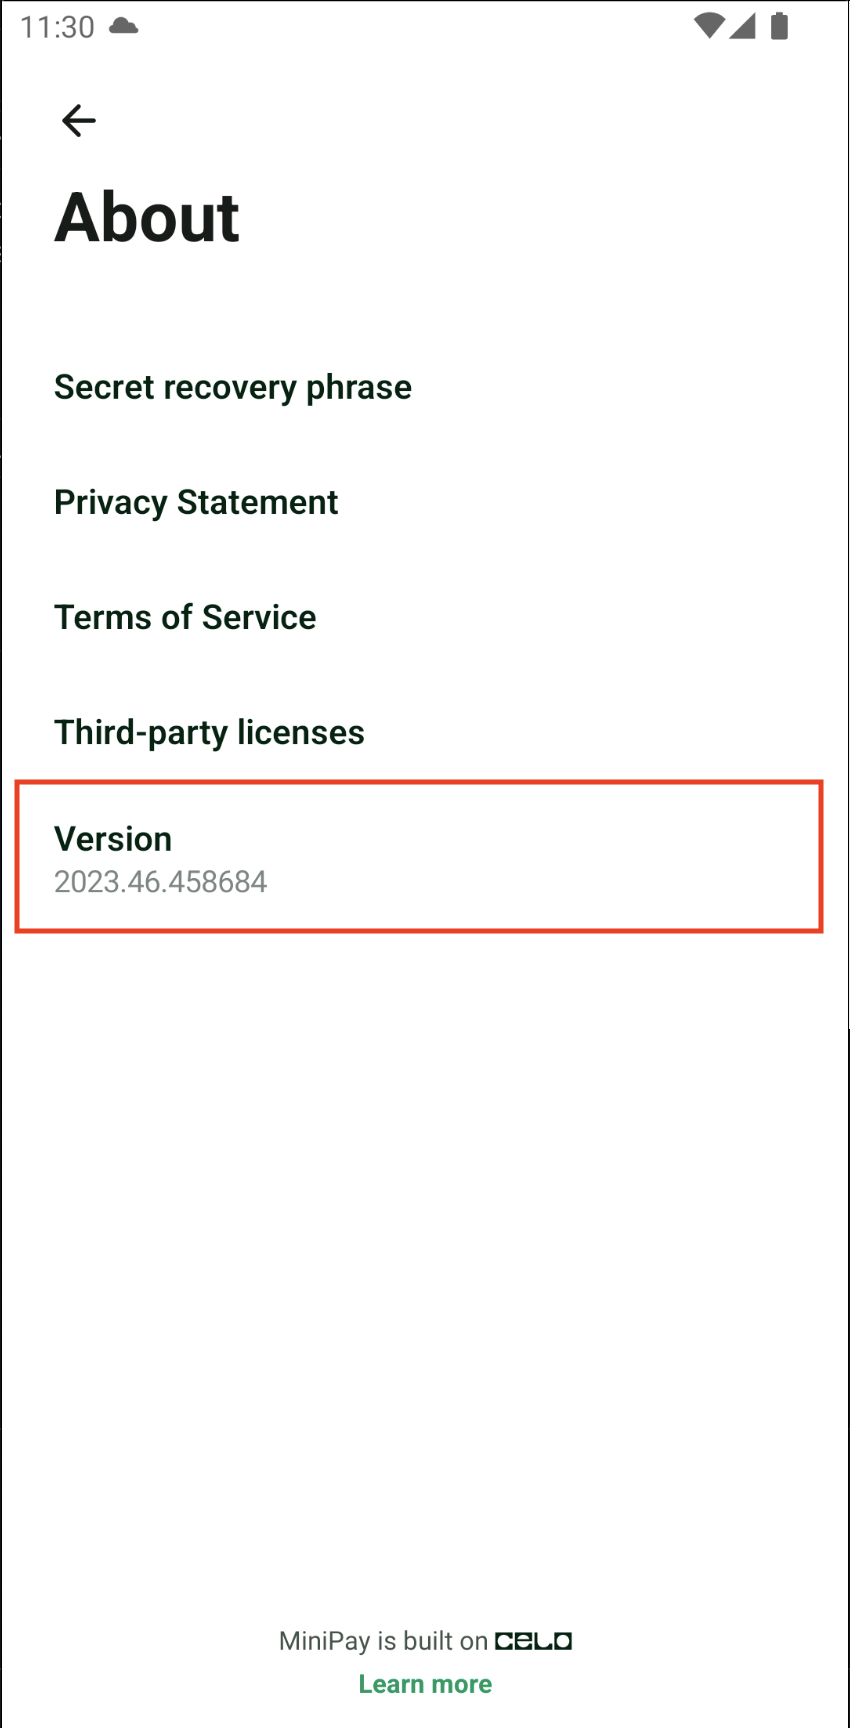 11:30
About
Secret recovery phrase
Privacy Statement
Terms of Service
Third-party licenses
Version
2023.46.458684
MiniPay is built on CELO
Learn more